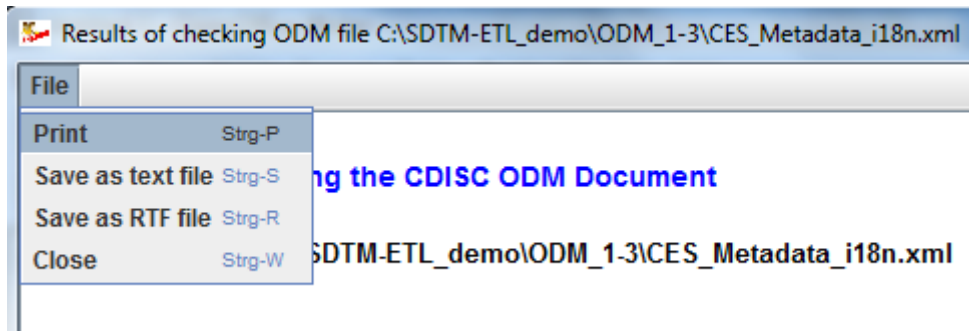 Results of checking ODM file C:\SDTM-ETL_demo\ODM_1-3\CES_Metadata_i18n.xml
File
Print Strg-P
Save as text file Strg-S
ng the CDISC ODM Document
Save as RTF file Strg-R
Close Strg-W
SDTM-ETL_demo\ODM_1-3\CES_Metadata_i18n.xml